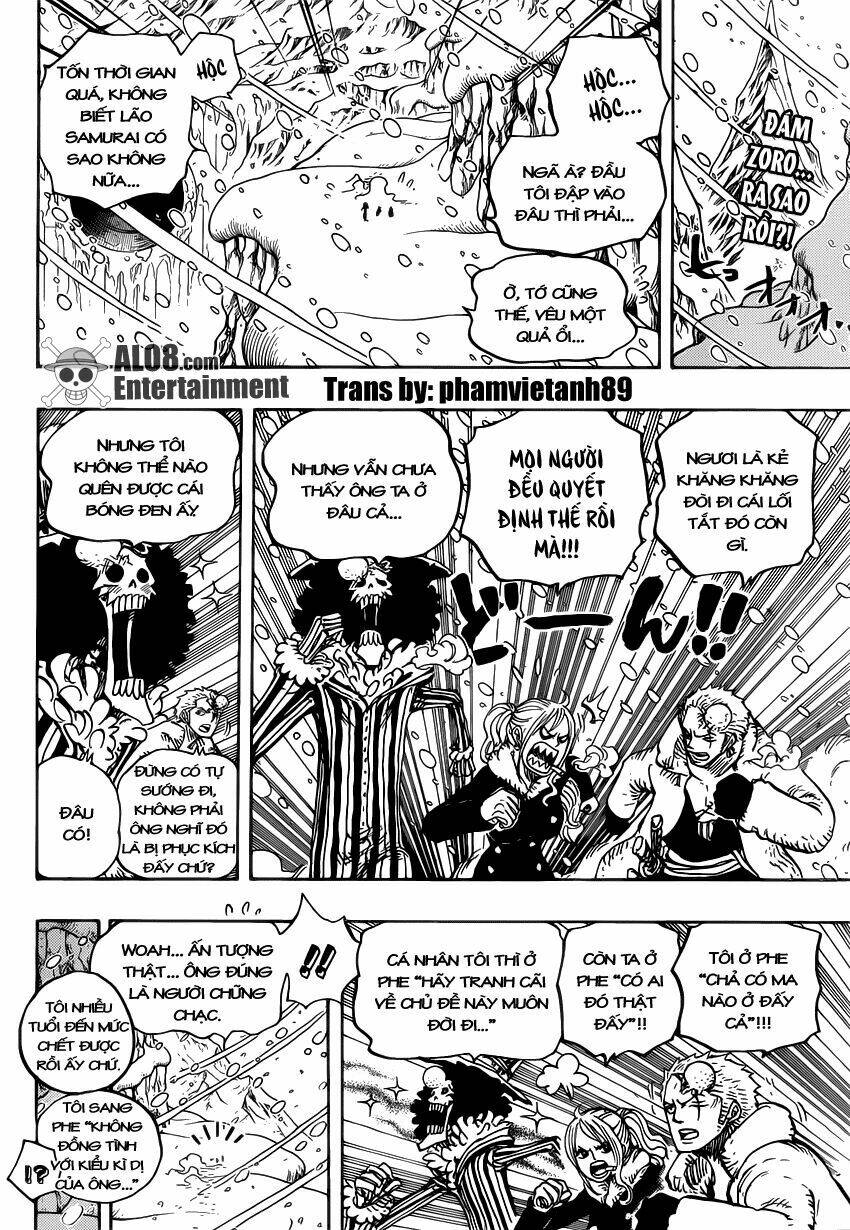 ĐÁM
ZORO...
RA SAO
RỒI?!
HỘC...
HỘC...
NGÃ À? ĐẦU
TÔI ĐẬP VÀO
ĐÂU THÌ PHẢI...
Ờ, TỚ CŨNG
THẾ, VÊU MỘT
QUẢ ỔI...
HỘC
TỐN THỜI GIAN
QUÁ, KHÔNG
BIẾT LÃO
SAMURAI CÓ
SAO KHÔNG
NỮA...
ALO8.com
Entertainment
Trans by: phamvietanh89
NGƯƠI LÀ KẺ
KHĂNG KHĂNG
ĐÒI ĐI CÁI LỐI
TẮT ĐÓ CÒN
GÌ.
MỌI NGƯỜI
ĐỀU QUYẾT
ĐỊNH THẾ RỒI
MÀ!!!
NHƯNG VẪN CHƯA
THẤY ÔNG TA Ở
ĐÂU CẢ...
どーん!!
NHƯNG TÔI
KHÔNG THỂ NÀO
QUÊN ĐƯỢC CÁI
BÓNG ĐEN ẤY
ĐỪNG CÓ TỰ
SƯỚNG ĐI,
KHÔNG PHẢI
ÔNG NGHĨ ĐÓ
LÀ BỊ PHỤC KÍCH
ĐẤY CHỨ?
ĐÂU
CÓ!
TÔI Ở PHE
“CHẢ CÓ MA
NÀO Ở ĐẤY
CẢ”!!!
CÒN TA Ở
PHE “CÓ AI
ĐÓ THẬT
ĐẤY”!!
CÁ NHÂN TÔI THÌ Ở
PHE “HÃY TRANH CÃI
VỀ CHỦ ĐỀ NÀY MUÔN
ĐỜI ĐI...”
!!
WOAH... ẤN TƯỢNG
THẬT... ÔNG ĐÚNG
LÀ NGƯỜI CHỮNG
CHẠC.
TÔI NHIỀU
TUỔI ĐẾN MỨC
CHẾT ĐƯỢC
RỒI ẤY CHỨ.
TÔI SANG
PHE “KHÔNG
ĐỒNG TÌNH
VỚI KIỂU KÌ DỊ
CỦA ÔNG...”
!?